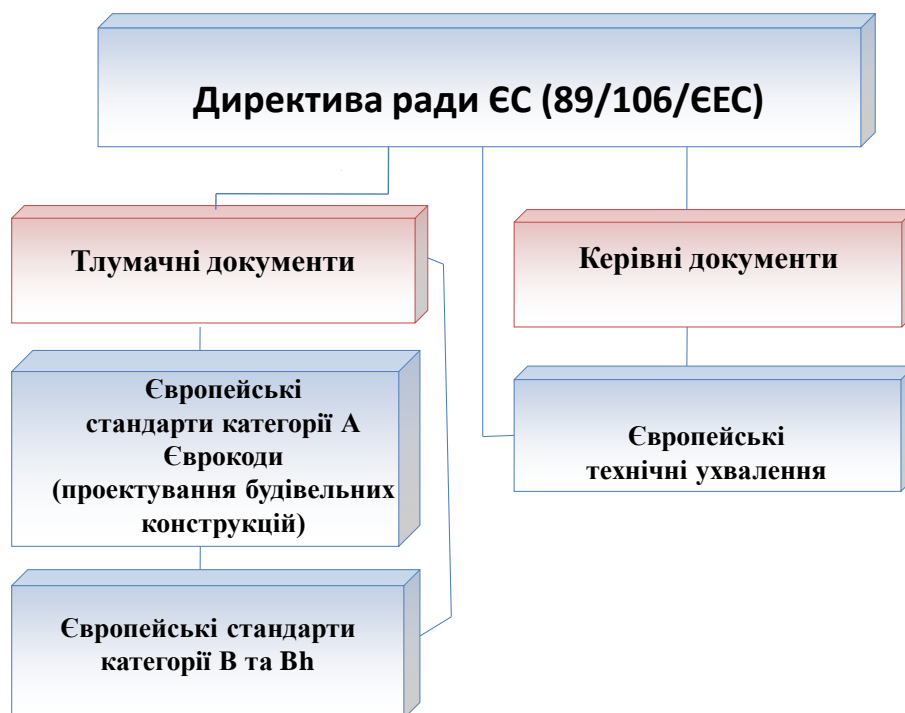 Директива ради ЄС (89/106/ЄЕС)
Тлумачні документи
Керівні документи
Європейські
стандарти категорії А
Єврокоди
(проектування будівельних
конструкцій)
Європейські
технічні ухвалення
Європейські стандарти
категорії В та Вh